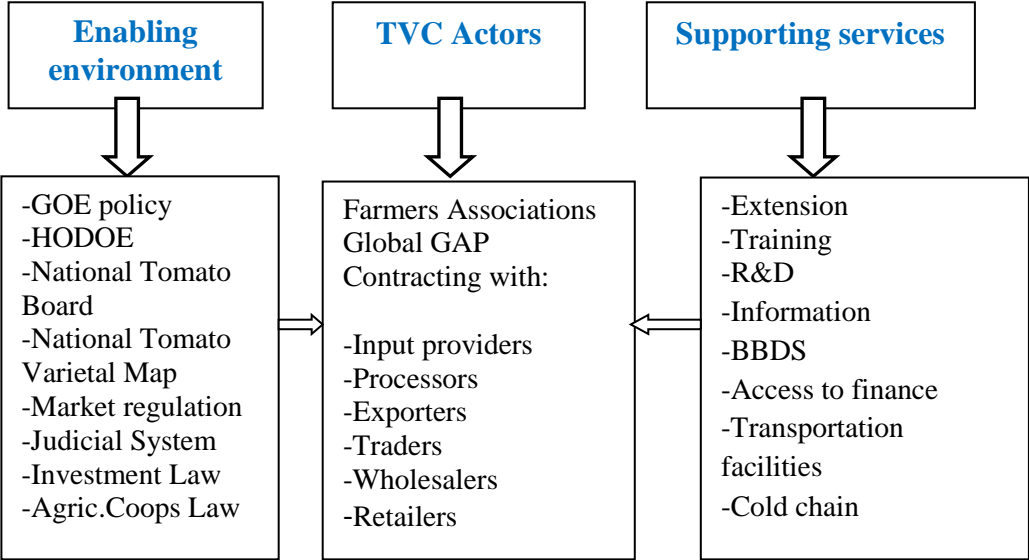 Enabling
environment
TVC Actors
Supporting services
-GOE policy
-HODOE
-National Tomato
Board
-National Tomato
Varietal Map
-Market regulation
-Judicial System
-Investment Law
-Agric.Coops Law
Farmers Associations
Global GAP
Contracting with:
-Input providers
-Processors
-Exporters
-Traders
-Wholesalers
-Retailers
-Extension
-Training
-R&D
-Information
-BBDS
-Access to finance
-Transportation
facilities
-Cold chain